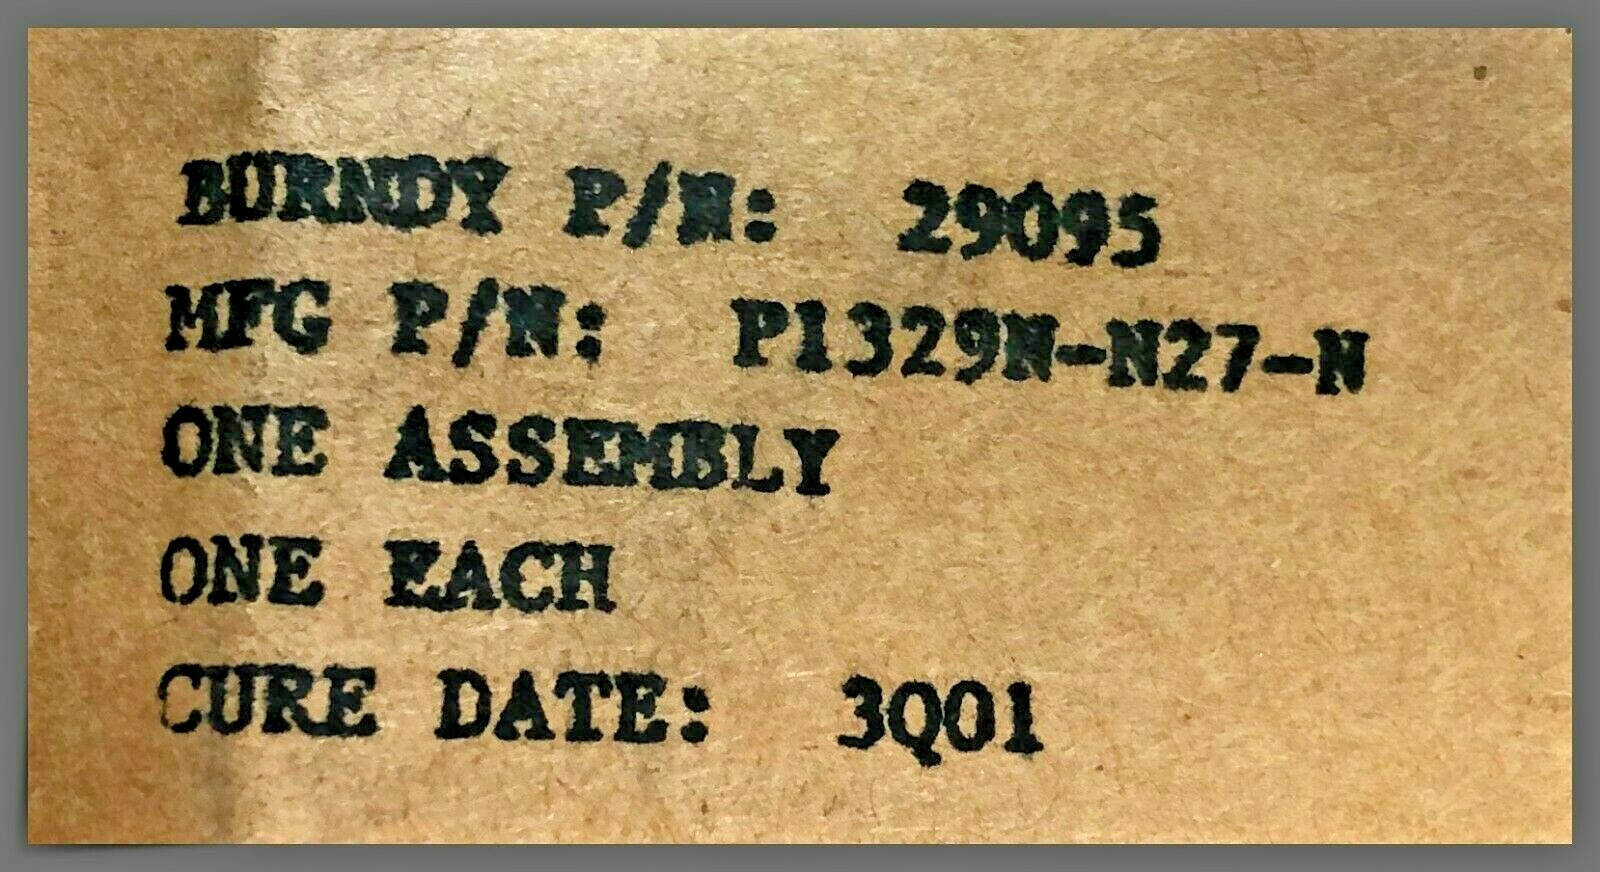 BURNDY P/N: 29095
MFG P/N: P1329N-N27-N
ONE ASSEMBLY
ONE EACH
CURE DATE: 3Q01